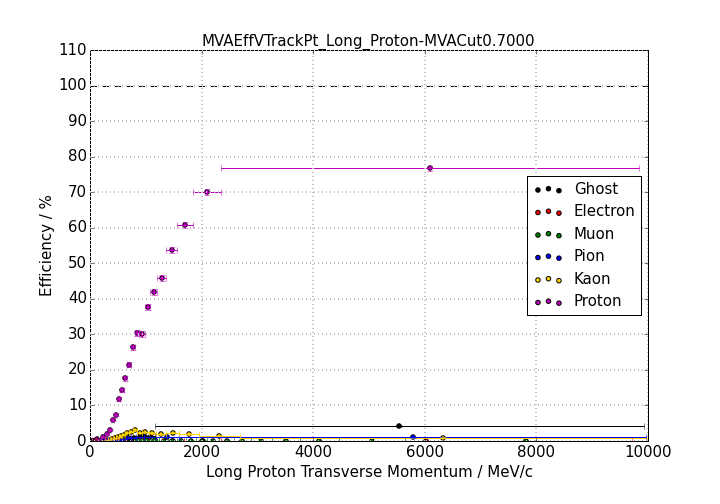 MVAEffVTrackPt_Long_Proton-MVACut0.7000
110
100
90
80
70
60
50
40
30
20
10
0
Efficiency / %
Ghost
Electron
Muon
Pion
Kaon
Proton
0 2000 4000 6000 8000 10000
Long Proton Transverse Momentum / MeV/c